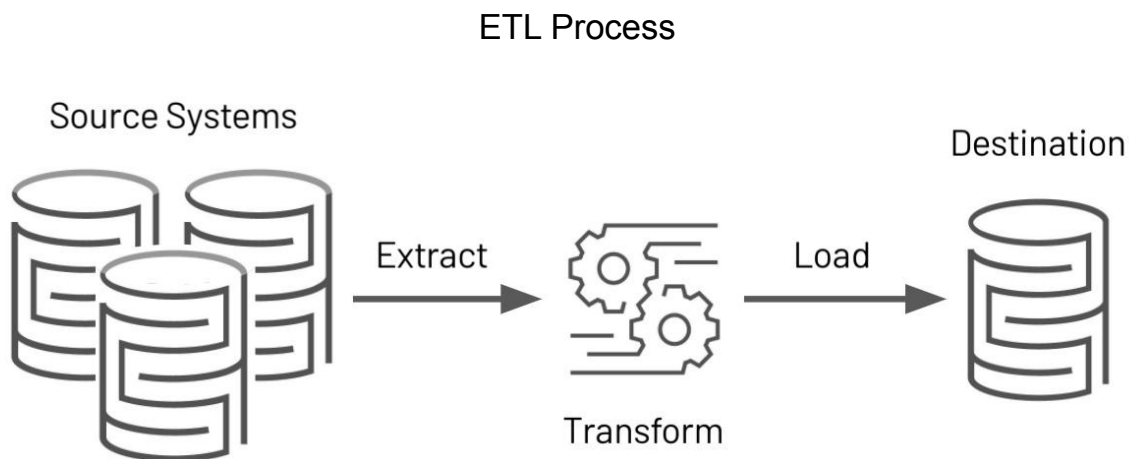 ETL Process
Source Systems
Destination
Extract
Load
Transform